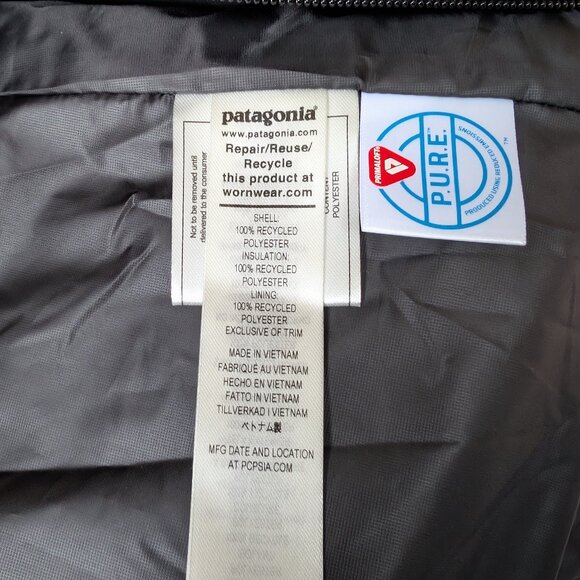 patagonia®
www.patagonia.com
Repair/Reuse/
Recycle
this product at
wornwear.com
SHELL:
100% RECYCLED
POLYESTER
INSULATION:
100% RECYCLED
POLYESTER
LINING:
100% RECYCLED
POLYESTER
EXCLUSIVE OF TRIM
MADE IN VIETNAM
FABRIQUÉ AU VIETNAM
HECHO EN VIETNAM
FATTO IN VIETNAM
TILLVERKAD I VIETNAM
ベトナム製
MFG DATE AND LOCATION
AT PCPSIA.COM
Not to be removed until
delivered to the consumer
CONTENT
POLYESTER
PRIMALOFT®
P.U.R.E.™
PRODUCED USING REDUCED EMISSIONS
™